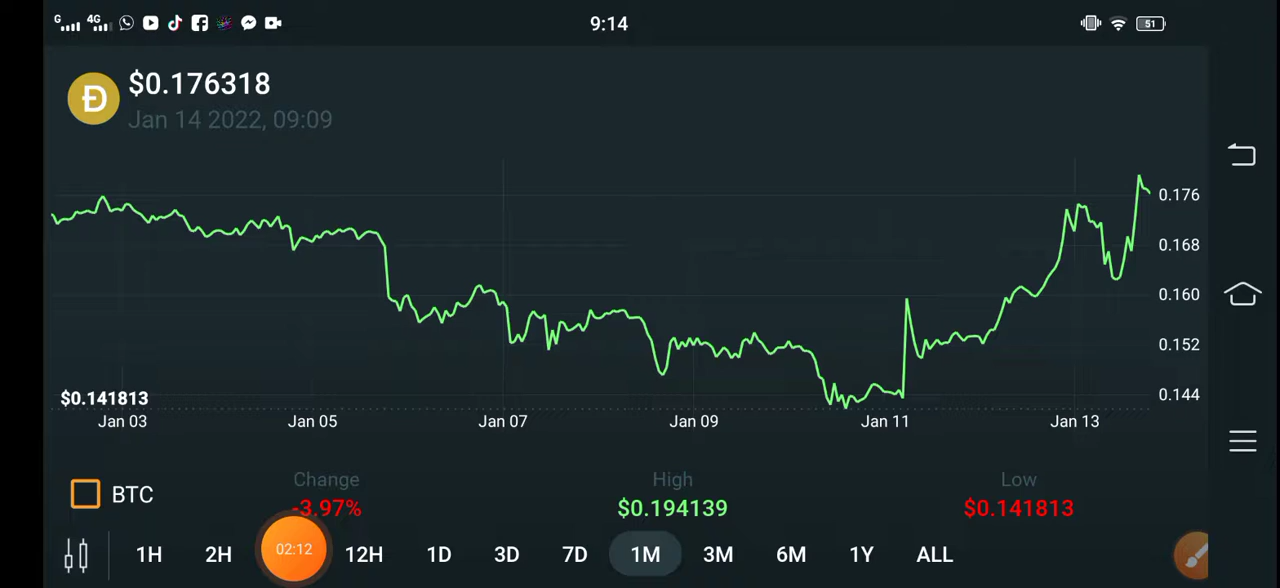 G 4G 9:14 51
$0.176318
Jan 14 2022, 09:09
0.176
0.168
0.160
0.152
0.144
$0.141813
Jan 03 Jan 05 Jan 07 Jan 09 Jan 11 Jan 13
BTC
Change High Low
-3.97% $0.194139 $0.141813
1H 2H 02:12 12H 1D 3D 7D 1M 3M 6M 1Y ALL